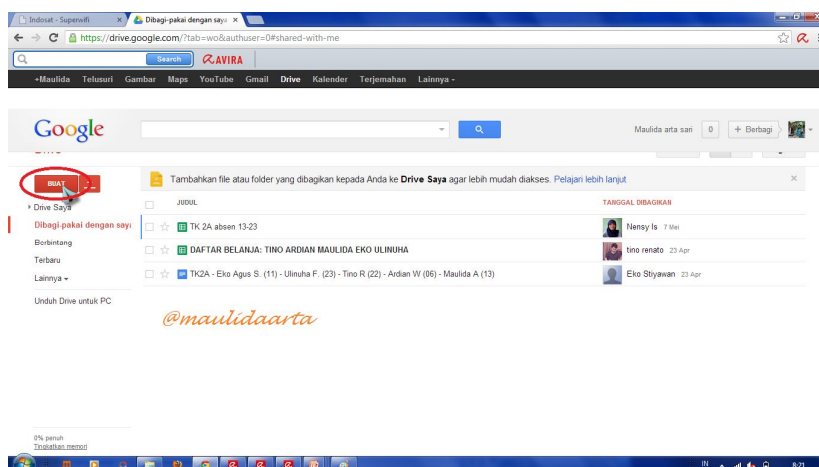 Indosat - Superwifi
Dibagi-pakai dengan saya
https://drive.google.com/?tab=wo&authuser=0#shared-with-me
Search AVIRA
+Maulida Telusuri Gambar Maps YouTube Gmail Drive Kalender Terjemahan Lainnya
Google
Maulida arta sari 0 + Berbagi
BUAT
Tambahkan file atau folder yang dibagikan kepada Anda ke Drive Saya agar lebih mudah diakses. Pelajari lebih lanjut
Drive Saya
JUDUL TANGGAL DIBAGIKAN
Dibagi-pakai dengan say
TK 2A absen 13-23 Nensy Is 7 Mei
Berbintang
DAFTAR BELANJA: TINO ARDIAN MAULIDA EKO ULINUHA tino renato 23 Apr
Terbaru
TK2A - Eko Agus S. (11) - Ulinuha F. (23) - Tino R (22) - Ardian W (06) - Maulida A (13) Eko Stiyawan 23 Apr
Lainnya
Unduh Drive untuk PC
@maulidaarta
0% penuh
Tingkatkan memori
IN 8:21